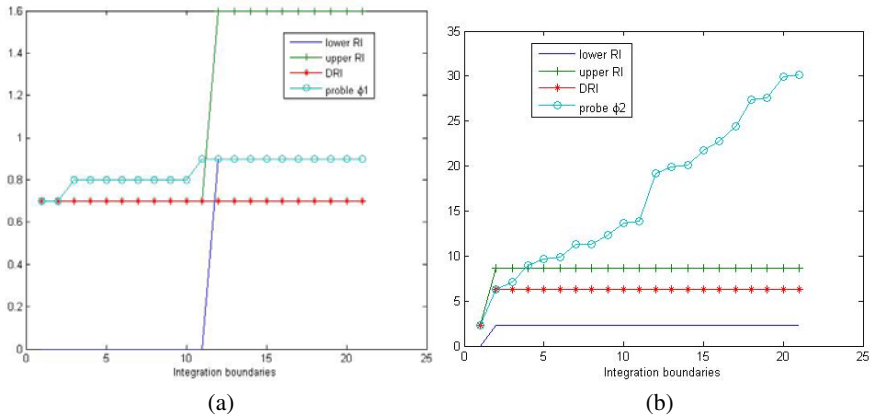 1.6
1.4
1.2
1
0.8
0.6
0.4
0.2
0
0 5 10 15 20 25
Integration boundaries
lower RI
upper RI
DRI
proble ϕ1
(a)
35
30
25
20
15
10
5
0
0 5 10 15 20 25
Integration boundaries
lower RI
upper RI
DRI
probe ϕ2
(b)